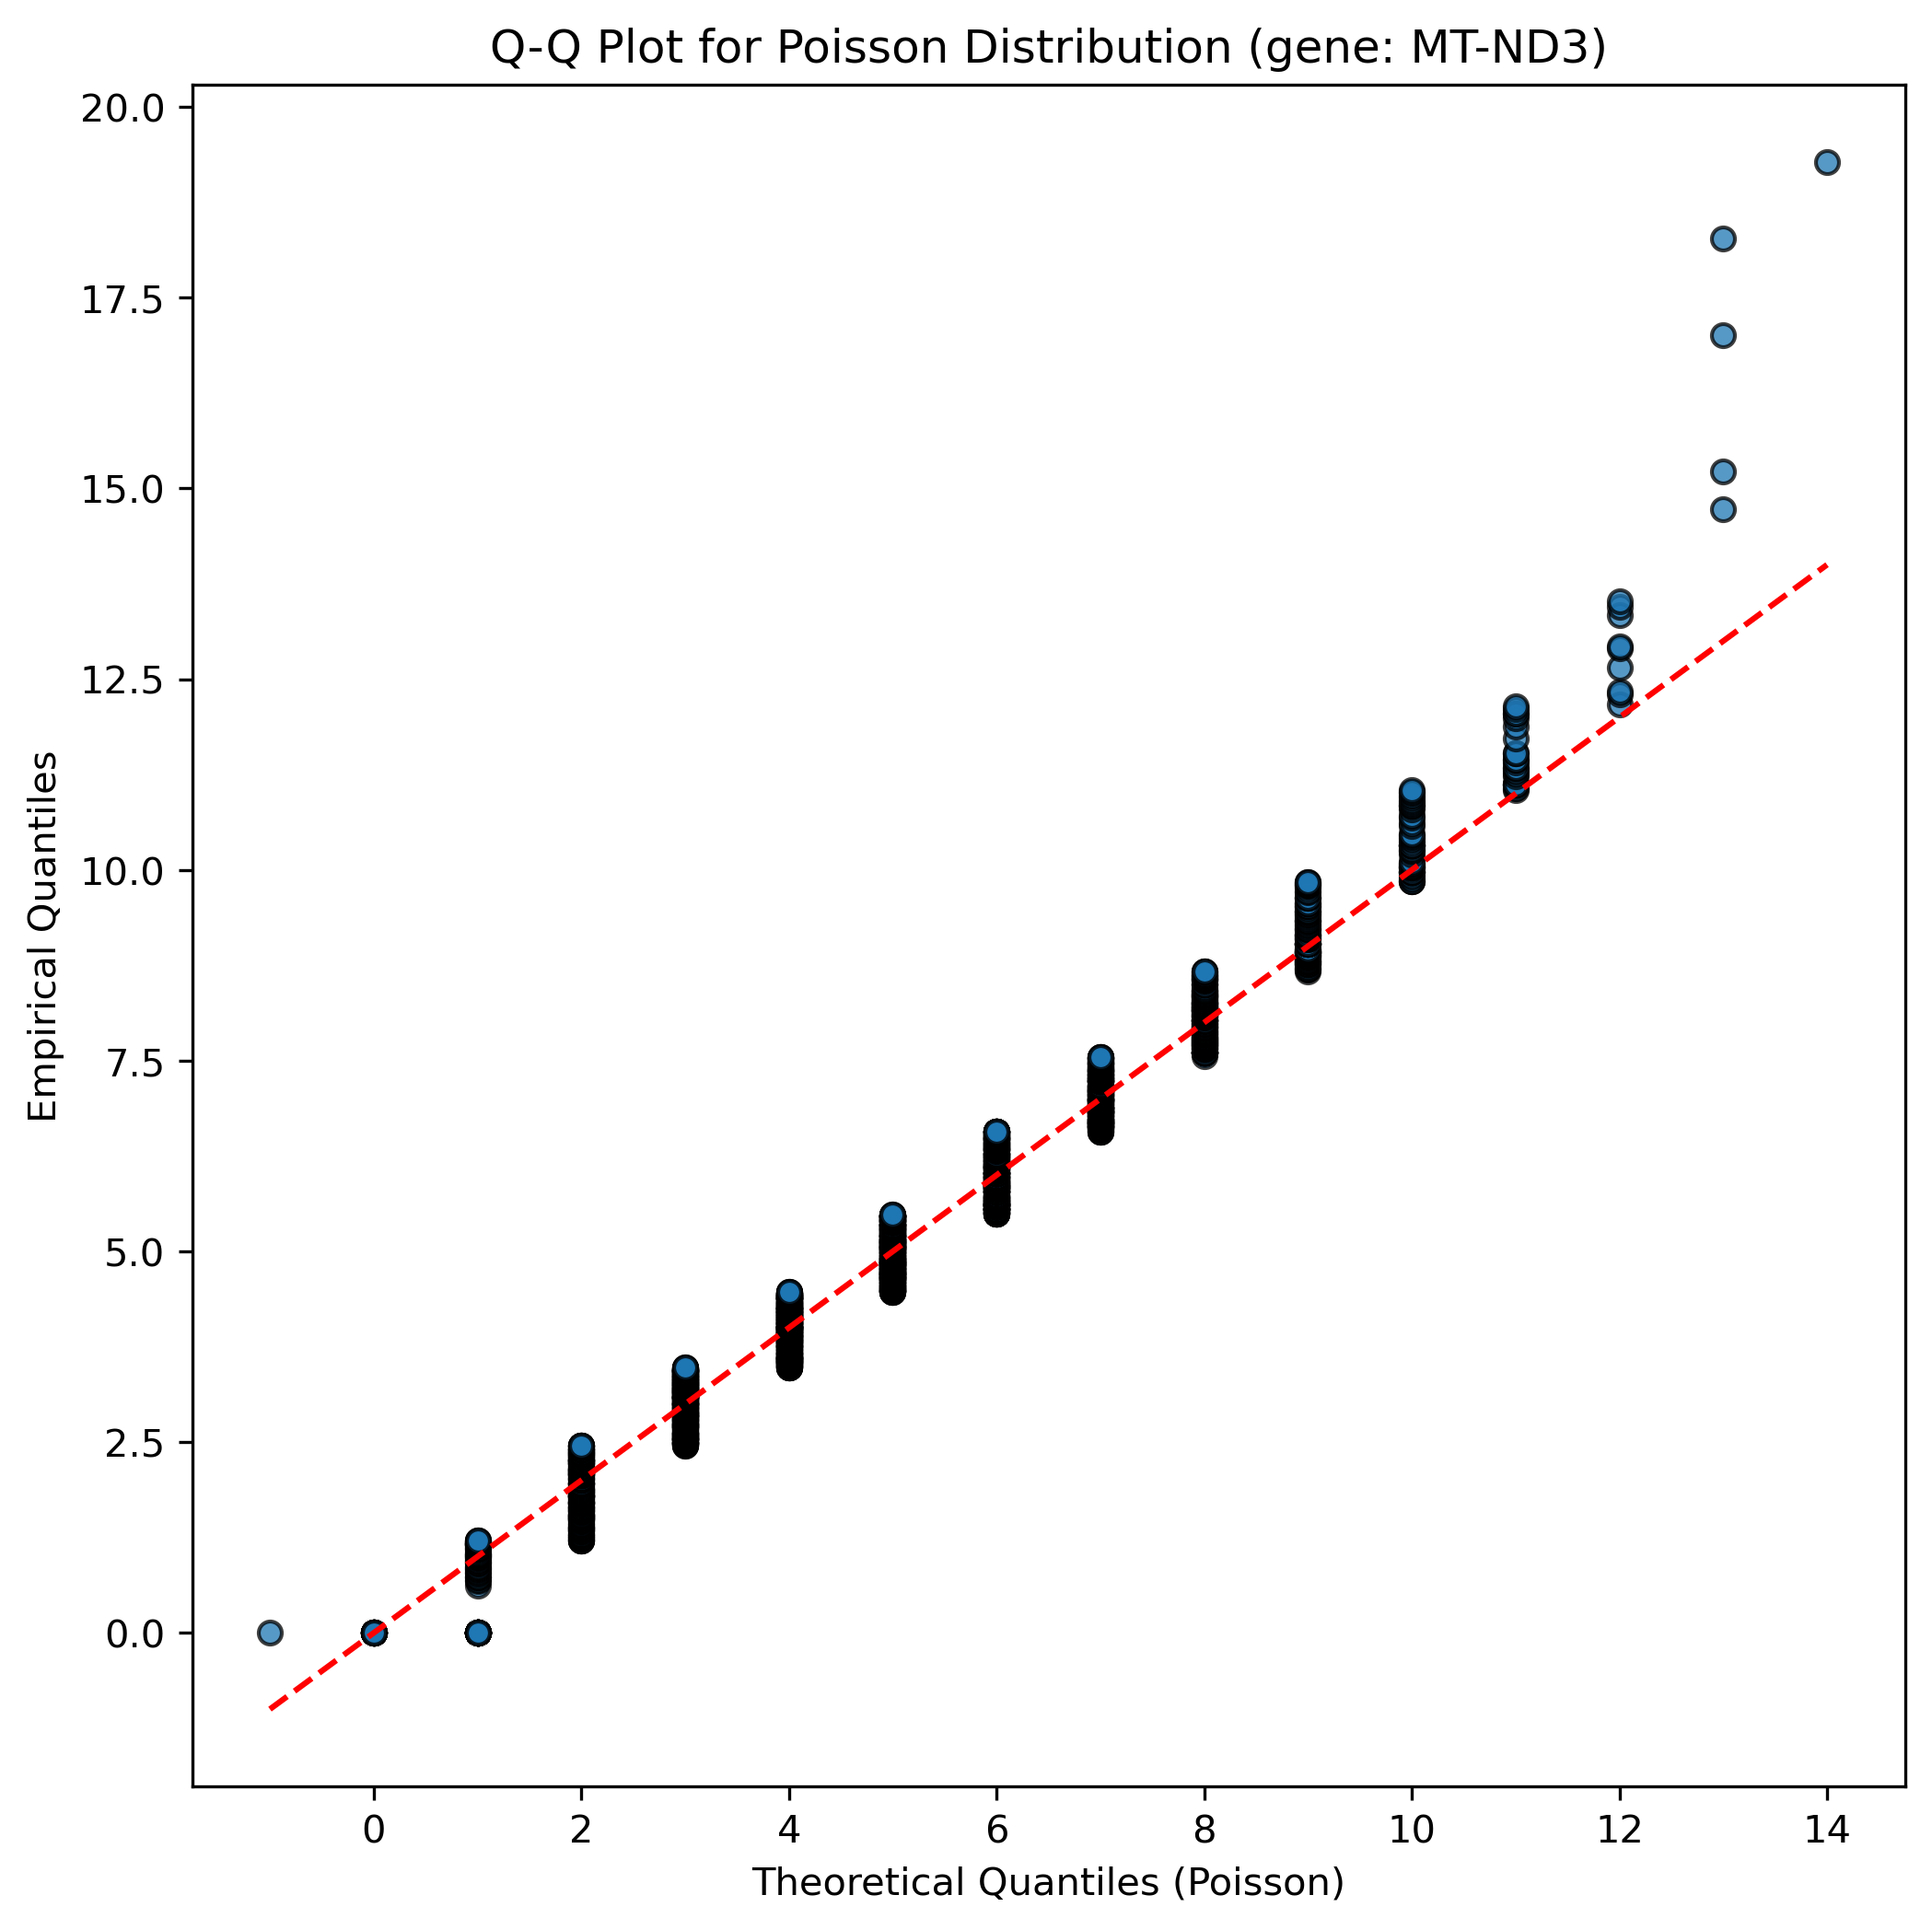 Q-Q Plot for Poisson Distribution (gene: MT-ND3)
20.0
17.5
15.0
12.5
10.0
7.5
5.0
2.5
0.0
Empirical Quantiles
0 2 4 6 8 10 12 14
Theoretical Quantiles (Poisson)